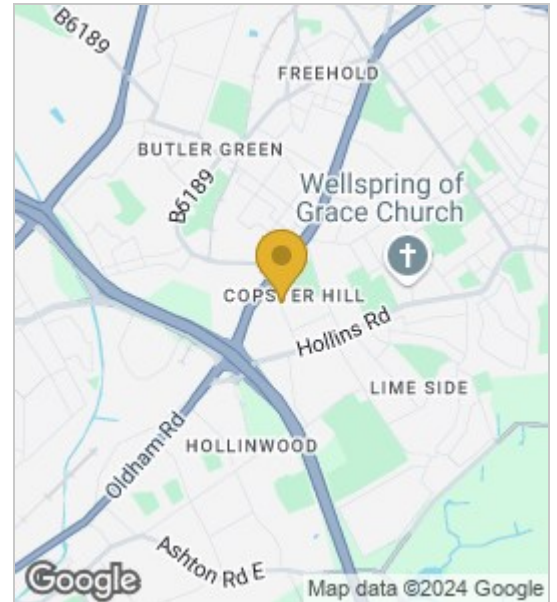 B6189
FREEHOLD
BUTLER GREEN
B6189
Wellspring of
Grace Church
COPSTER HILL
Hollins Rd
LIME SIDE
Oldham Rd
HOLLINWOOD
Ashton Rd E
Google
Map data ©2024 Google